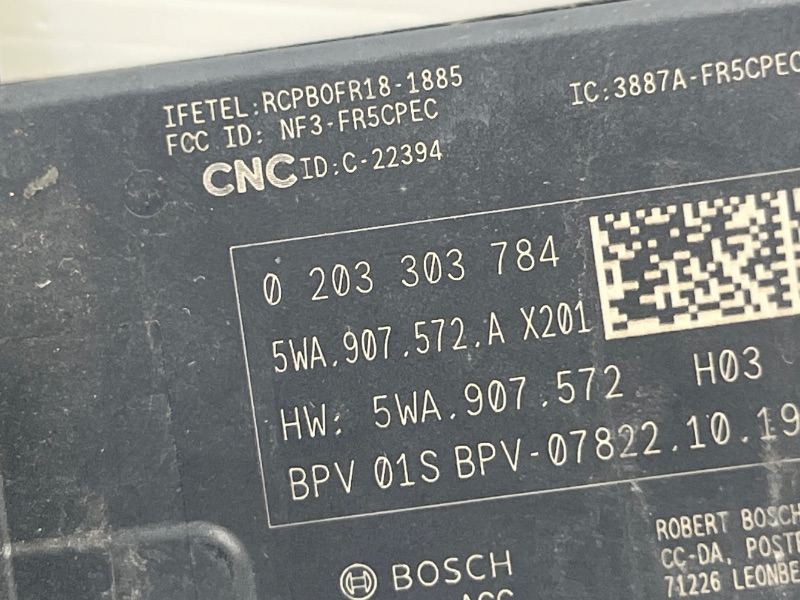 IFETEL:RCPBOFR18-1885
IC:3887A-FR5CPEC
FCC ID: NF3-FR5CPEC
CNC ID:C-22394
0 203 303 784
5WA.907.572.A X201
HW: 5WA.907.572 H03
BPV 01S BPV-07822.10.19
ROBERT BOSCH
CC-DA, POSTF
BOSCH
71226 LEONBE
ACC